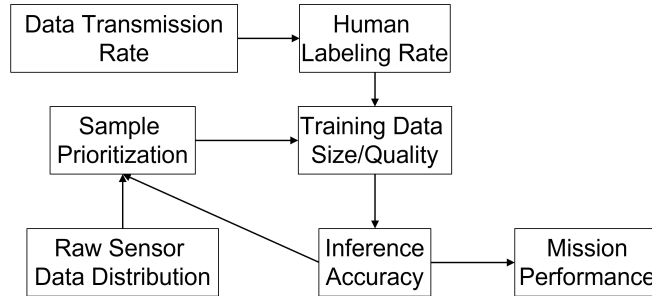 Data Transmission
Rate
Human
Labeling Rate
Sample
Prioritization
Training Data
Size/Quality
Raw Sensor
Data Distribution
Inference
Accuracy
Mission
Performance